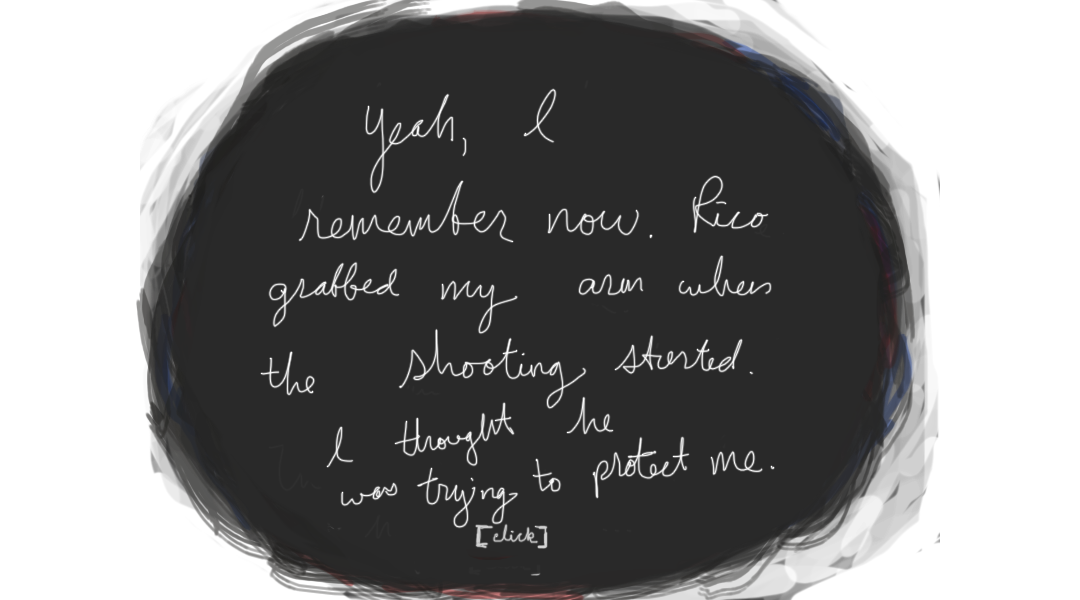 Yeah, I
remember now. Rico
grabbed my arm when
the shooting started.
I thought he
was trying to protect me.
[click]